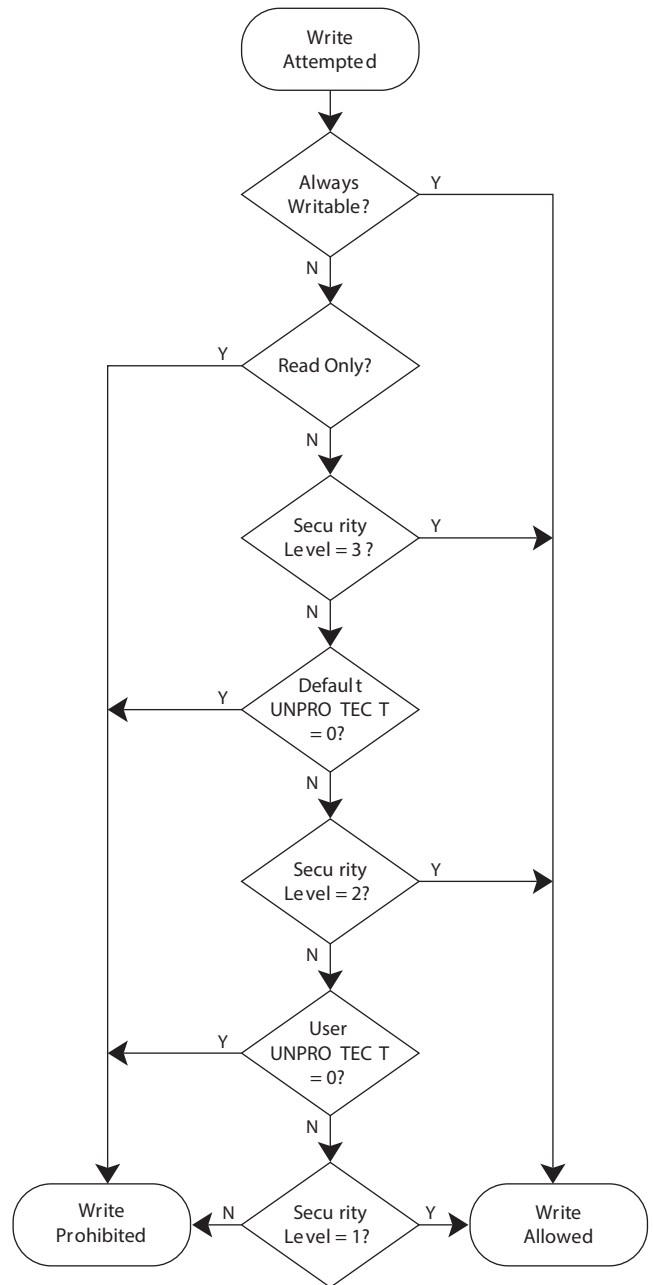 Write
Attempted
Always
Writable?
Y
N
Read Only?
Y
N
Security
Level = 3?
Y
N
Default
UNPROTECT
= 0?
Y
N
Security
Level = 2?
Y
N
User
UNPROTECT
= 0?
Y
N
Write
Prohibited
N
Security
Level = 1?
Y
Write
Allowed